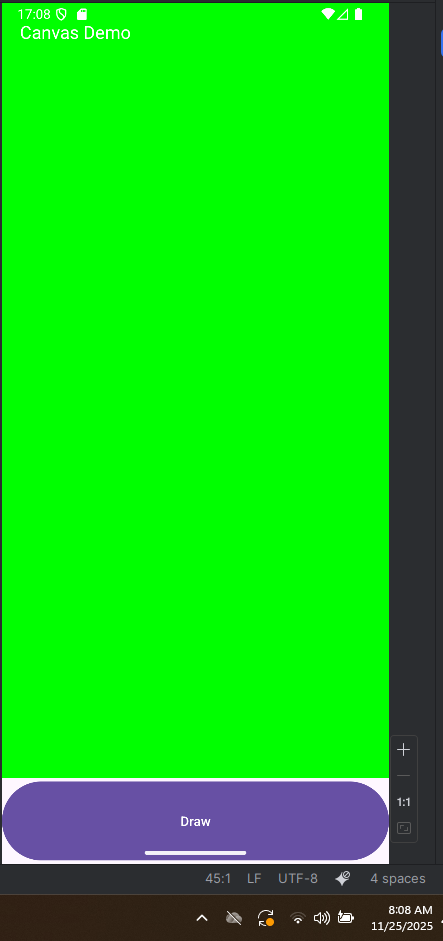 17:08
Canvas Demo
Draw
1:1
45:1 LF UTF-8 4 spaces
8:08 AM
11/25/2025